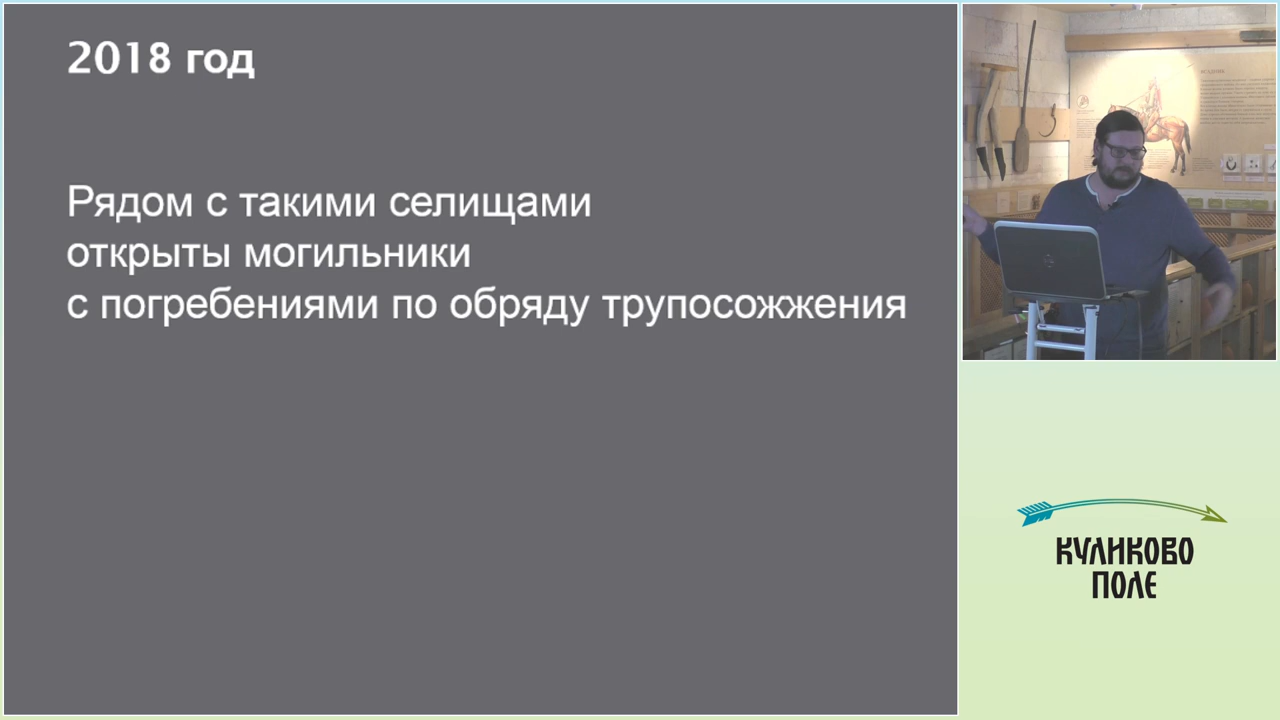 2018 год
Рядом с такими селищами
открыты могильники
с погребениями по обряду трупосожжения
КУЛИКОВО
ПОЛЕ